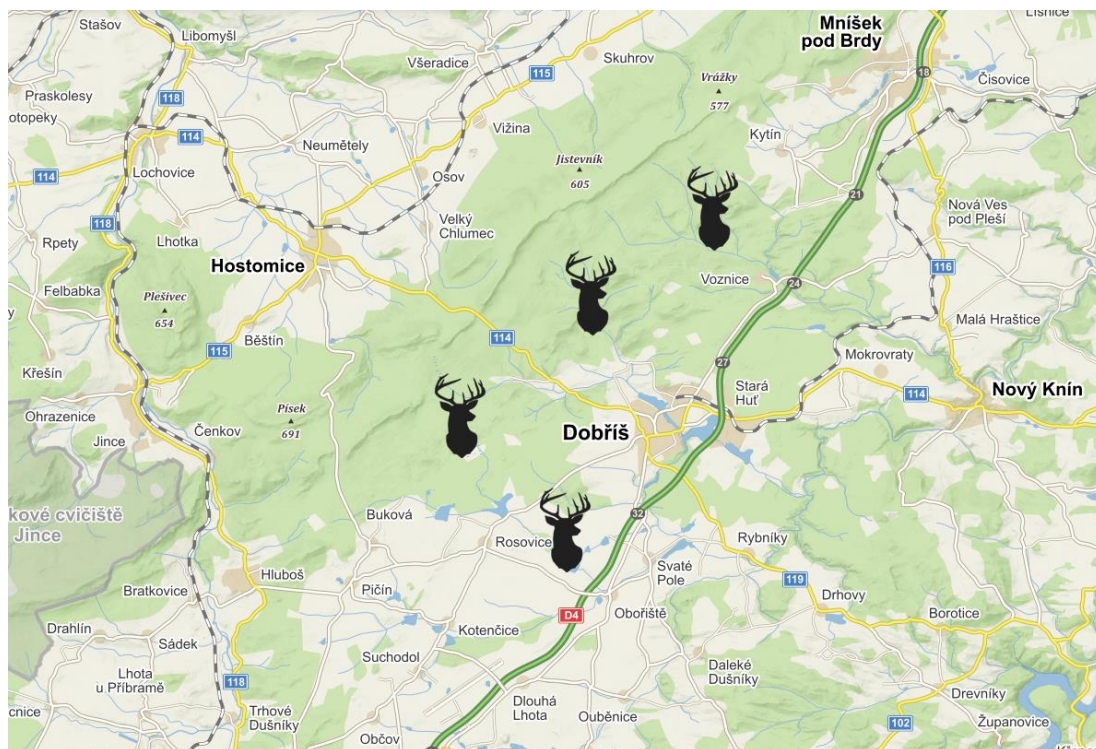 Stašov
Libomyšl
Všeradice
Skuhrov
Mníšek
pod Brdy
115
18
Vrážky
577
Čisovice
Praskolesy
118
114
Vižina
Kytín
Neumětely
Jistevník
605
114
Lochovice
Osov
21
Nová Ves
pod Pleší
118
Rpety
Lhotka
Velký
Chlumec
Hostomice
Voznice
116
Felbabka
24
Plešivec
654
Malá Hraštice
115
Běštín
114
27
Mokrovraty
Křešín
Stará
Huť
114
Nový Knín
Ohrazenice
Písek
691
Čenkov
Dobříš
Jince
kové cvičiště
Jince
Buková
32
Rosovice
Rybníky
Hluboš
Svaté
Pole
119
Bratkovice
Pičín
Obořiště
Drhovy
D4
Borotice
Drahlín
Sádek
Kotenčice
Suchodol
Daleké
Dušníky
Lhota
u Příbramě
118
Dlouhá
Lhota
Drevníky
Trhové
Dušníky
Ouběnice
102
Županovice
Občov